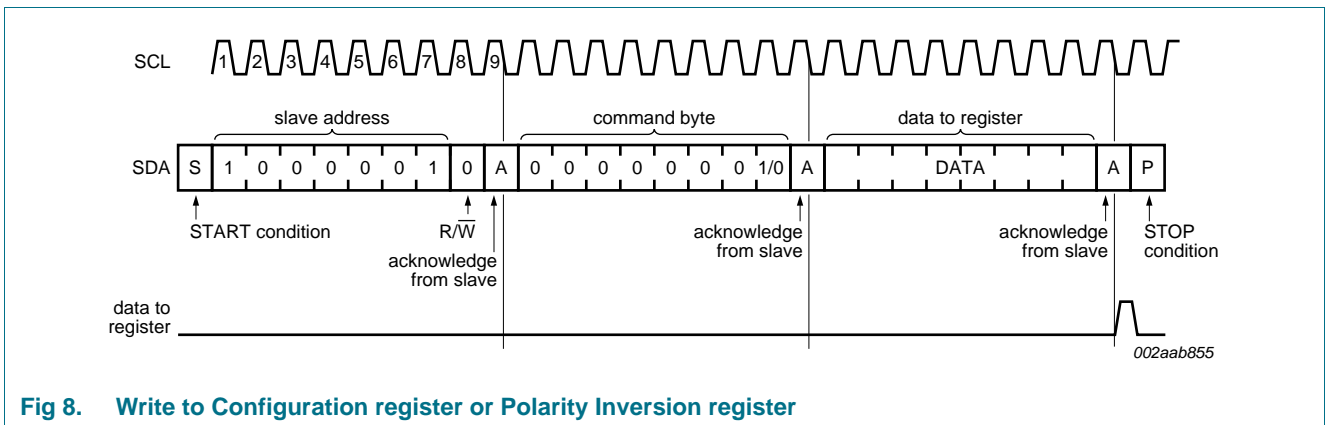 SCL 1 2 3 4 5 6 7 8 9
slave address command byte data to register
SDA S 1 0 0 0 0 0 1 0 A 0 0 0 0 0 0 0 1/0 A DATA A P
START condition R/W̅ acknowledge acknowledge STOP
acknowledge from slave from slave condition
from slave
data to
register
002aab855
Fig 8. Write to Configuration register or Polarity Inversion register